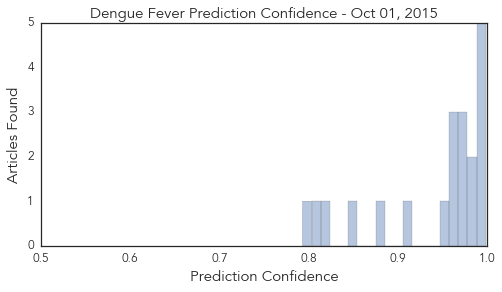 Dengue Fever Prediction Confidence - Oct 01, 2015
5
4
3
2
1
0
Articles Found
0.5 0.6 0.7 0.8 0.9 1.0
Prediction Confidence